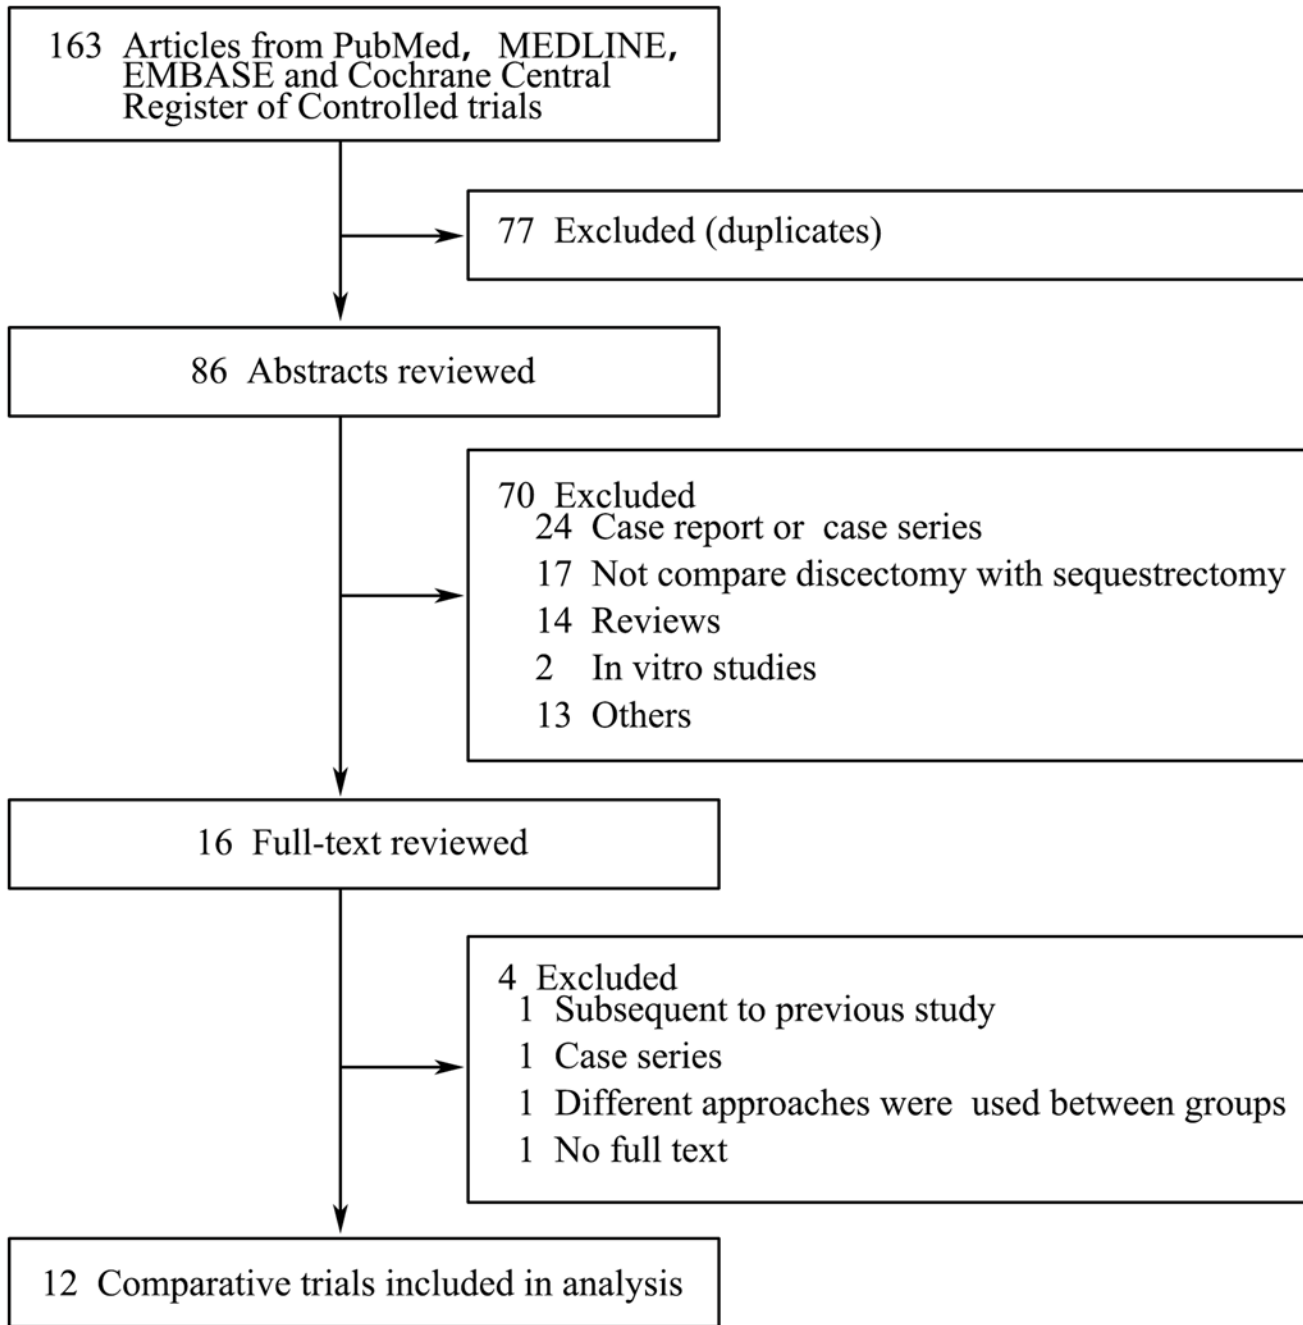 163 Articles from PubMed, MEDLINE,
EMBASE and Cochrane Central
Register of Controlled trials
77 Excluded (duplicates)
86 Abstracts reviewed
70 Excluded
24 Case report or case series
17 Not compare discectomy with sequestrectomy
14 Reviews
2 In vitro studies
13 Others
16 Full-text reviewed
4 Excluded
1 Subsequent to previous study
1 Case series
1 Different approaches were used between groups
1 No full text
12 Comparative trials included in analysis